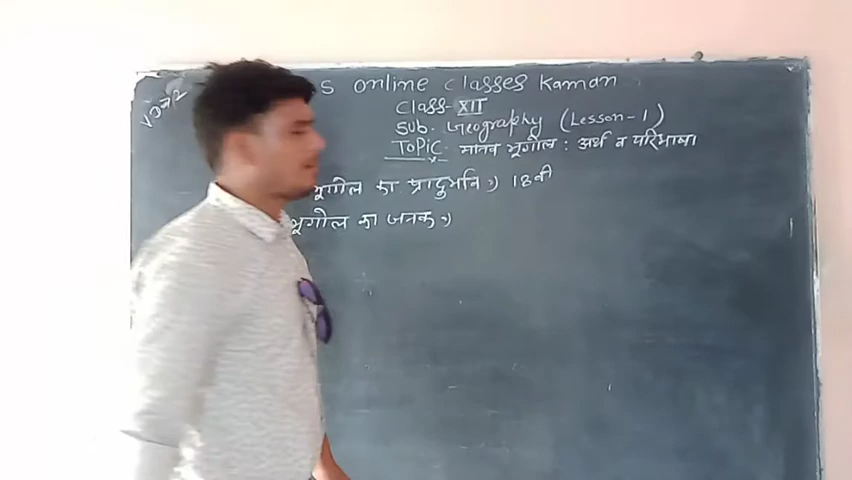 S online classes Kaman
Class-XII
Sub. Geography (Lesson-1)
Topic- मानव भूगोल : अर्थ व परिभाषा
भूगोल का प्रादुर्भाव → 18वी
भूगोल का जनक →